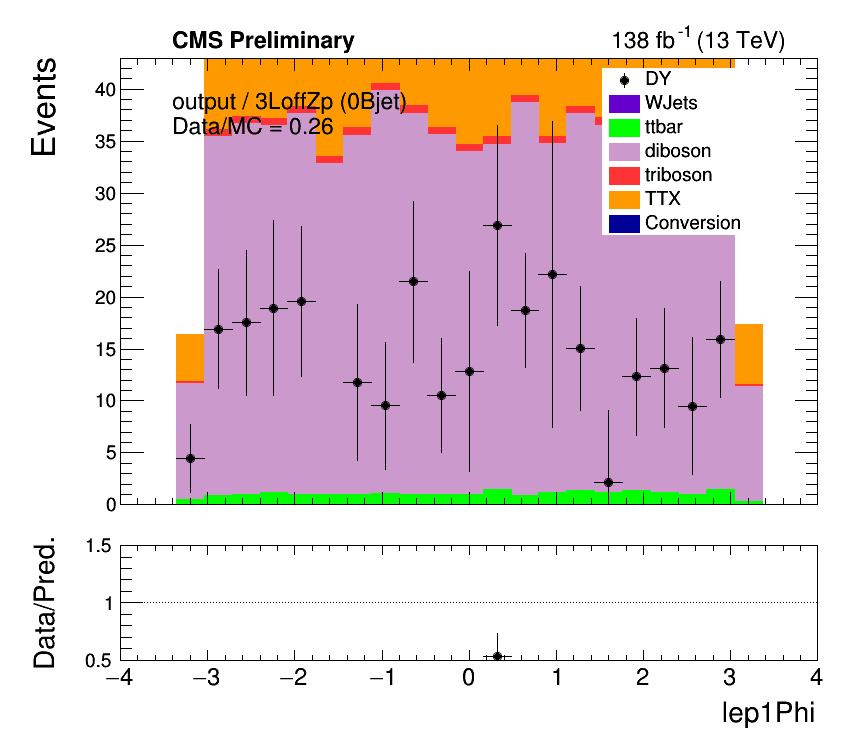 CMS Preliminary
138 fb-1 (13 TeV)
Events
output / 3LoffZp (0Bjet)
Data/MC = 0.26
DY
WJets
ttbar
diboson
triboson
TTX
Conversion
40
35
30
25
20
15
10
5
0
Data/Pred.
1.5
1
0.5
−4 −3 −2 −1 0 1 2 3 4
lep1Phi